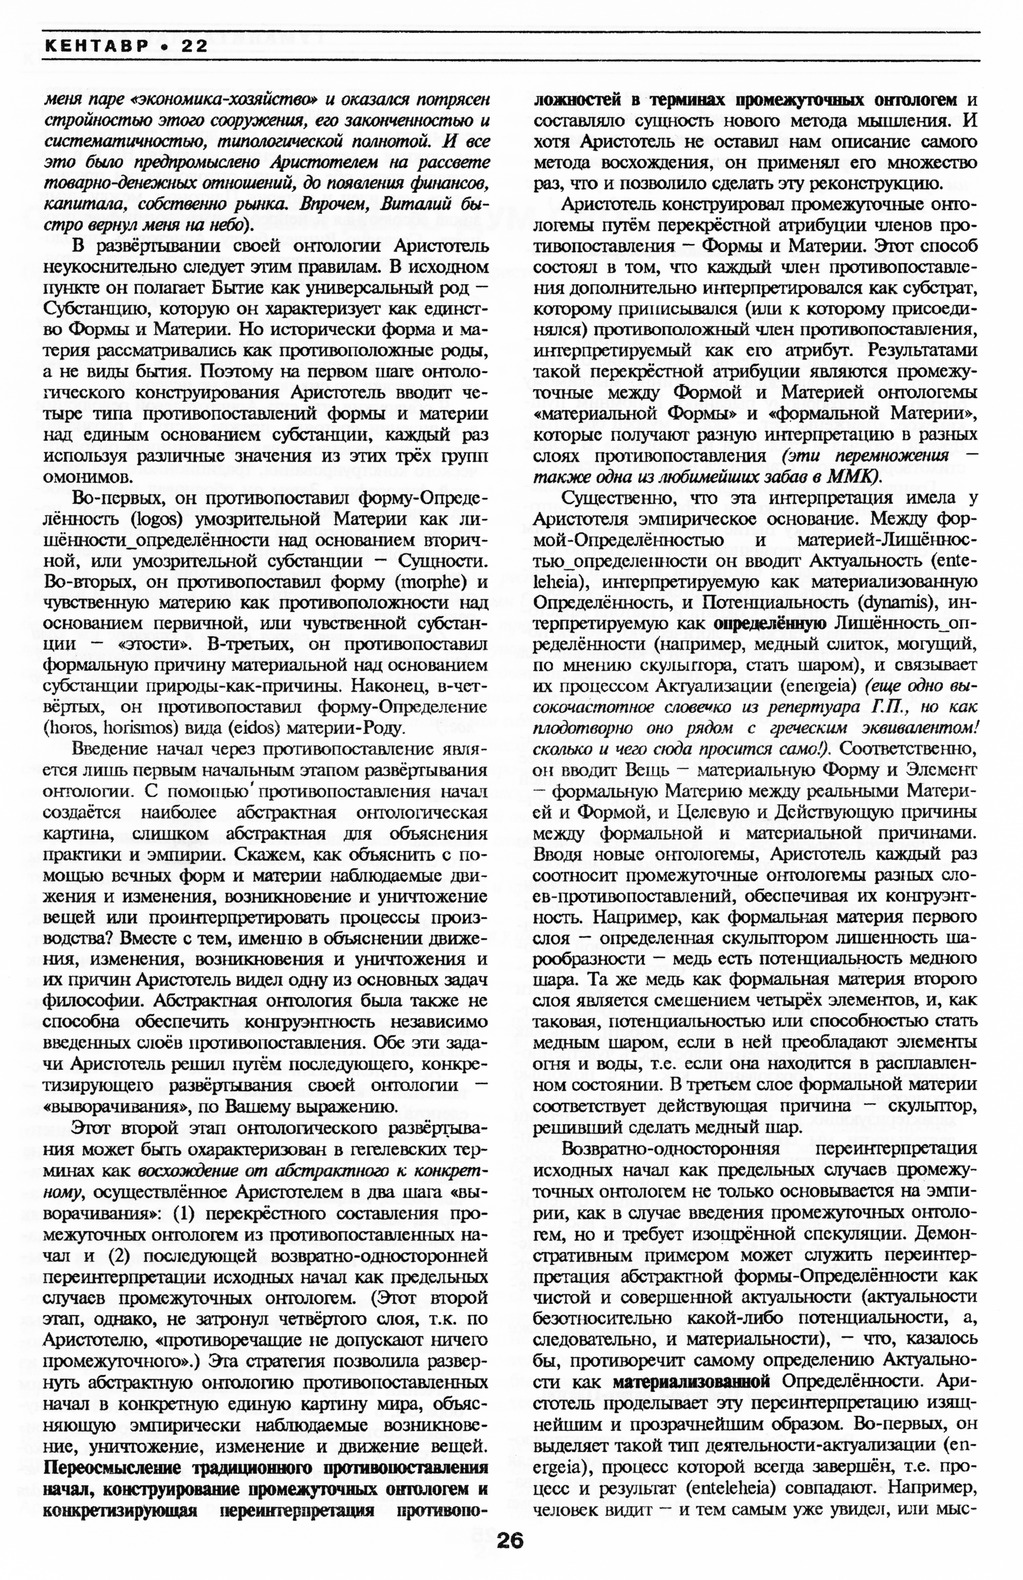 КЕНТАВР • 22
меня паре «экономика-хозяйство» и оказался потрясен
стройностью этого сооружения, его законченностью и
систематичностью, типологической полнотой. И все
это было предпромыслено Аристотелем на рассвете
товарно-денежных отношений, до появления финансов,
капитала, собственно рынка. Впрочем, Виталий бы-
стро вернул меня на небо).
В развёртывании своей онтологии Аристотель
неукоснительно следует этим правилам. В исходном
пункте он полагает Бытие как универсальный род —
Субстанцию, которую он характеризует как единст-
во Формы и Материи. Но исторически форма и ма-
терия рассматривались как противоположные роды,
а не виды бытия. Поэтому на первом шаге онтоло-
гического конструирования Аристотель вводит че-
тыре типа противопоставлений формы и материи
над единым основанием субстанции, каждый раз
используя различные значения из этих трёх групп
омонимов.
Во-первых, он противопоставил форму-Опреде-
лённость (logos) умозрительной Материи как ли-
шённости_определённости над основанием вторич-
ной, или умозрительной субстанции — Сущности.
Во-вторых, он противопоставил форму (morphe) и
чувственную материю как противоположности над
основанием первичной, или чувственной субстан-
ции — «этости». В-третьих, он противопоставил
формальную причину материальной над основанием
субстанции природы-как-причины. Наконец, в-чет-
вёртых, он противопоставил форму-Определение
(horos, horismos) вида (eidos) материи-Роду.
Введение начал через противопоставление явля-
ется лишь первым начальным этапом развёртывания
онтологии. С помощью противопоставления начал
создаётся наиболее абстрактная онтологическая
картина, слишком абстрактная для объяснения
практики и эмпирии. Скажем, как объяснить с по-
мощью вечных форм и материи наблюдаемые дви-
жения и изменения, возникновение и уничтожение
вещей или проинтерпретировать процессы произ-
водства? Вместе с тем, именно в объяснении движе-
ния, изменения, возникновения и уничтожения и
их причин Аристотель видел одну из основных задач
философии. Абстрактная онтология была также не
способна обеспечить конгруэнтность независимо
введенных слоёв противопоставления. Обе эти зада-
чи Аристотель решил путём последующего, конкре-
тизирующего развёртывания своей онтологии —
«выворачивания», по Вашему выражению.
Этот второй этап онтологического развёртыва-
ния может быть охарактеризован в гегелевских тер-
минах как восхождение от абстрактного к конкрет-
ному, осуществлённое Аристотелем в два шага «вы-
ворачивания»: (1) перекрёстного составления про-
межуточных онтологем из противопоставленных на-
чал и (2) последующей возвратно-односторонней
переинтерпретации исходных начал как предельных
случаев промежуточных онтологем. (Этот второй
этап, однако, не затронул четвёртого слоя, т.к. по
Аристотелю, «противоречащие не допускают ничего
промежуточного».) Эта стратегия позволила развер-
нуть абстрактную онтологию противопоставленных
начал в конкретную единую картину мира, объяс-
няющую эмпирически наблюдаемые возникнове-
ние, уничтожение, изменение и движение вещей.
Переосмысление традиционного противопоставления
начал, конструирование промежуточных онтологем и
конкретизирующая переинтерпретация противопо-
ложностей в терминах промежуточных онтологем и
составляло сущность нового метода мышления. И
хотя Аристотель не оставил нам описание самого
метода восхождения, он применял его множество
раз, что и позволило сделать эту реконструкцию.
Аристотель конструировал промежуточные онто-
логемы путём перекрёстной атрибуции членов про-
тивопоставления — Формы и Материи. Этот способ
состоял в том, что каждый член противопоставле-
ния дополнительно интерпретировался как субстрат,
которому приписывался (или к которому присоеди-
нялся) противоположный член противопоставления,
интерпретируемый как его атрибут. Результатами
такой перекрёстной атрибуции являются промежу-
точные между Формой и Материей онтологемы
«материальной Формы» и «формальной Материи»,
которые получают разную интерпретацию в разных
слоях противопоставления (эти перемножения —
также одна из любимейших забав в ММК).
Существенно, что эта интерпретация имела у
Аристотеля эмпирическое основание. Между фор-
мой-Определённостью и материей-Лишённос-
тью_определенности он вводит Актуальность (ente-
leheia), интерпретируемую как материализованную
Определённость, и Потенциальность (dynamis), ин-
терпретируемую как определённую Лишённость_оп-
ределённости (например, медный слиток, могущий,
по мнению скульптора, стать шаром), и связывает
их процессом Актуализации (energeia) (еще одно вы-
сокочастотное словечко из репертуара Г.П., но как
плодотворно оно рядом с греческим эквивалентом!
сколько и чего сюда просится само!). Соответственно,
он вводит Вещь — материальную Форму и Элемент
— формальную Материю между реальными Матери-
ей и Формой, и Целевую и Действующую причины
между формальной и материальной причинами.
Вводя новые онтологемы, Аристотель каждый раз
соотносит промежуточные онтологемы разных сло-
ев-противопоставлений, обеспечивая их конгруэнт-
ность. Например, как формальная материя первого
слоя — определенная скульптором лишенность ша-
рообразности — медь есть потенциальность медного
шара. Та же медь как формальная материя второго
слоя является смешением четырёх элементов, и, как
таковая, потенциальностью или способностью стать
медным шаром, если в ней преобладают элементы
огня и воды, т.е. если она находится в расплавлен-
ном состоянии. В третьем слое формальной материи
соответствует действующая причина — скульптор,
решивший сделать медный шар.
Возвратно-односторонняя переинтерпретация
исходных начал как предельных случаев промежу-
точных онтологем не только основывается на эмпи-
рии, как в случае введения промежуточных онтоло-
гем, но и требует изощрённой спекуляции. Демон-
стративным примером может служить переинтер-
претация абстрактной формы-Определённости как
чистой и совершенной актуальности (актуальности
безотносительно какой-либо потенциальности, а,
следовательно, и материальности), — что, казалось
бы, противоречит самому определению Актуально-
сти как материализованной Определённости. Ари-
стотель проделывает эту переинтерпретацию изящ-
нейшим и прозрачнейшим образом. Во-первых, он
выделяет такой тип деятельности-актуализации (en-
ergeia), процесс которой всегда завершён, т.е. про-
цесс и результат (enteleheia) совпадают. Например,
человек видит — и тем самым уже увидел, или мыс-
26